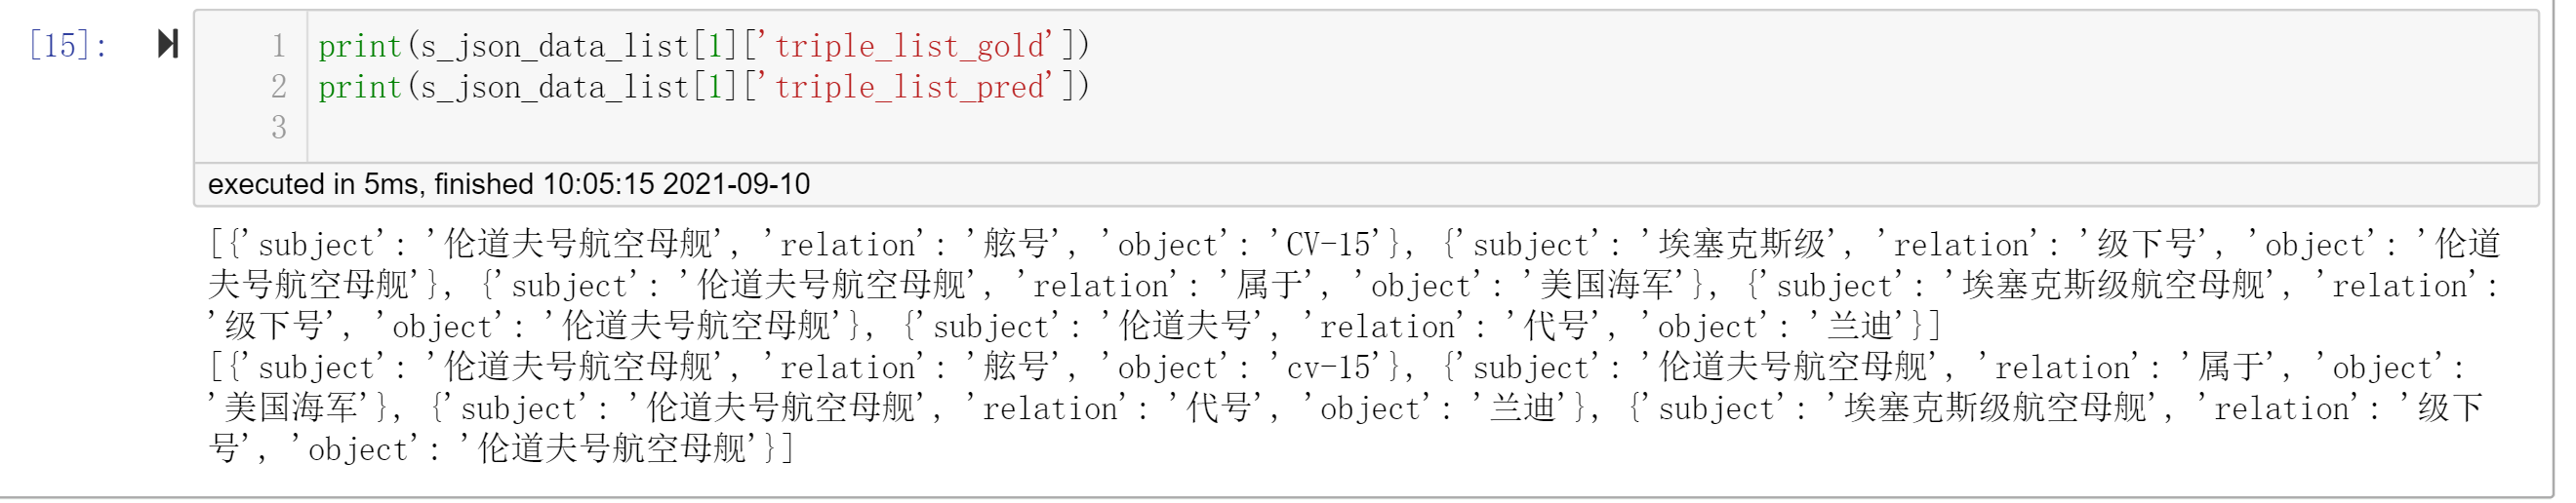 [15]:
1 print(s_json_data_list[1]['triple_list_gold'])
2 print(s_json_data_list[1]['triple_list_pred'])
3
executed in 5ms, finished 10:05:15 2021-09-10
[{'subject': '伦道夫号航空母舰', 'relation': '舷号', 'object': 'CV-15'}, {'subject': '埃塞克斯级', 'relation': '级下号', 'object': '伦道
夫号航空母舰'}, {'subject': '伦道夫号航空母舰', 'relation': '属于', 'object': '美国海军'}, {'subject': '埃塞克斯级航空母舰', 'relation':
'级下号', 'object': '伦道夫号航空母舰'}, {'subject': '伦道夫号', 'relation': '代号', 'object': '兰迪'}]
[{'subject': '伦道夫号航空母舰', 'relation': '舷号', 'object': 'cv-15'}, {'subject': '伦道夫号航空母舰', 'relation': '属于', 'object':
'美国海军'}, {'subject': '伦道夫号航空母舰', 'relation': '代号', 'object': '兰迪'}, {'subject': '埃塞克斯级航空母舰', 'relation': '级下
号', 'object': '伦道夫号航空母舰'}]